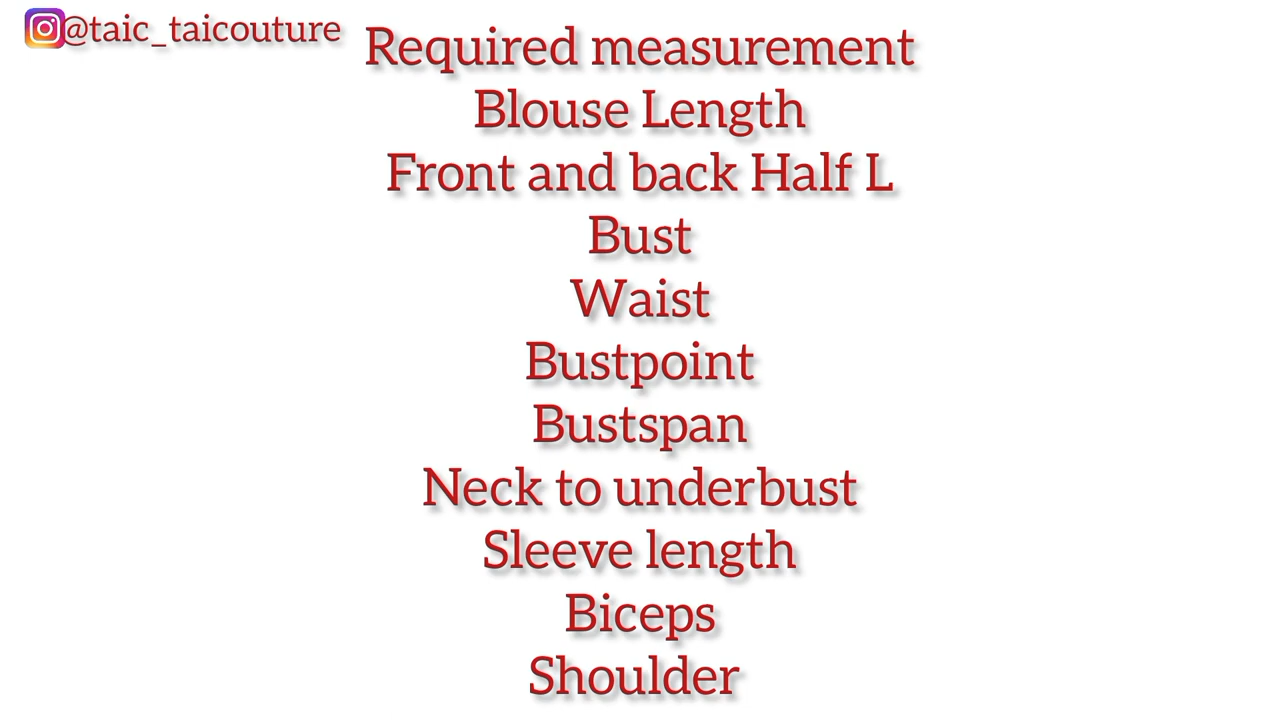 @taic_taicouture
Required measurement
Blouse Length
Front and back Half L
Bust
Waist
Bustpoint
Bustspan
Neck to underbust
Sleeve length
Biceps
Shoulder